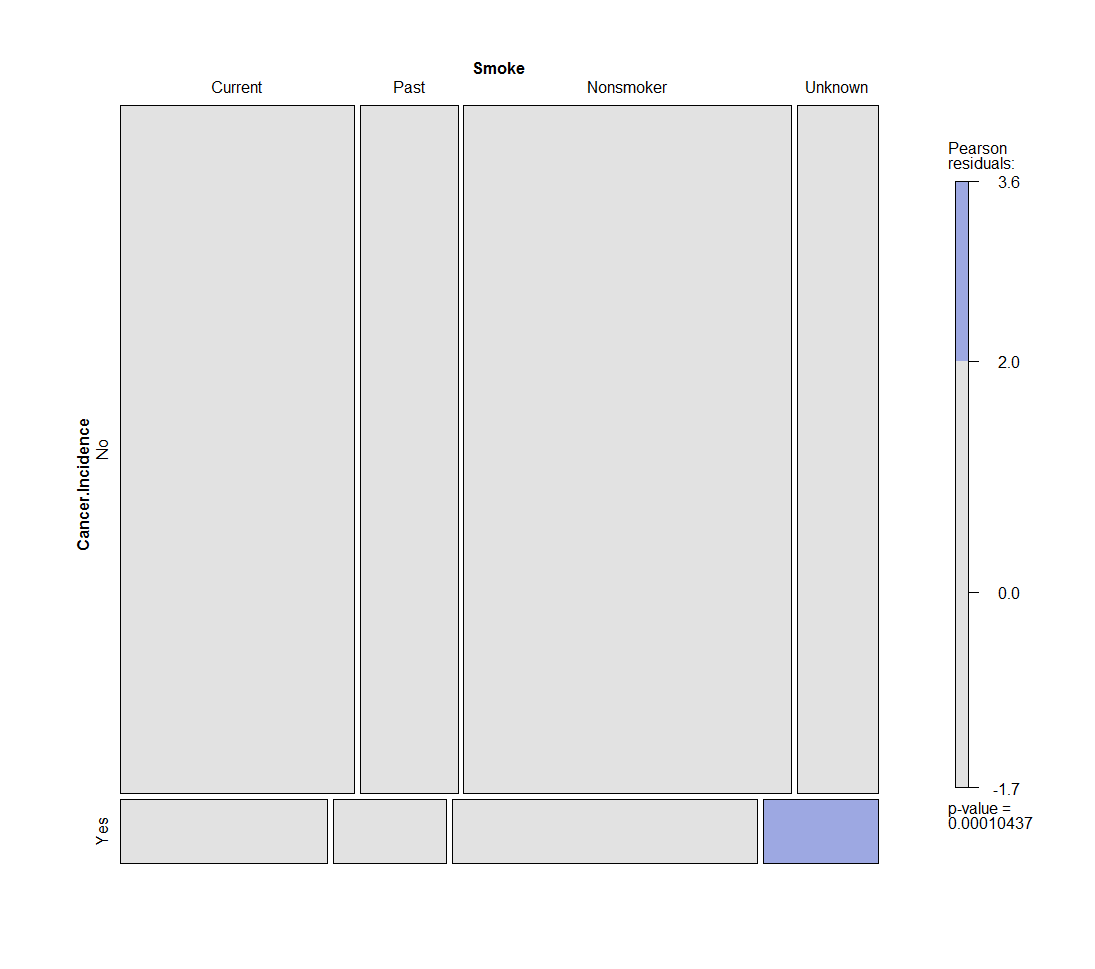 Smoke
Current Past Nonsmoker Unknown
Cancer.Incidence
No
Yes
Pearson
residuals:
3.6
2.0
0.0
-1.7
p-value =
0.00010437